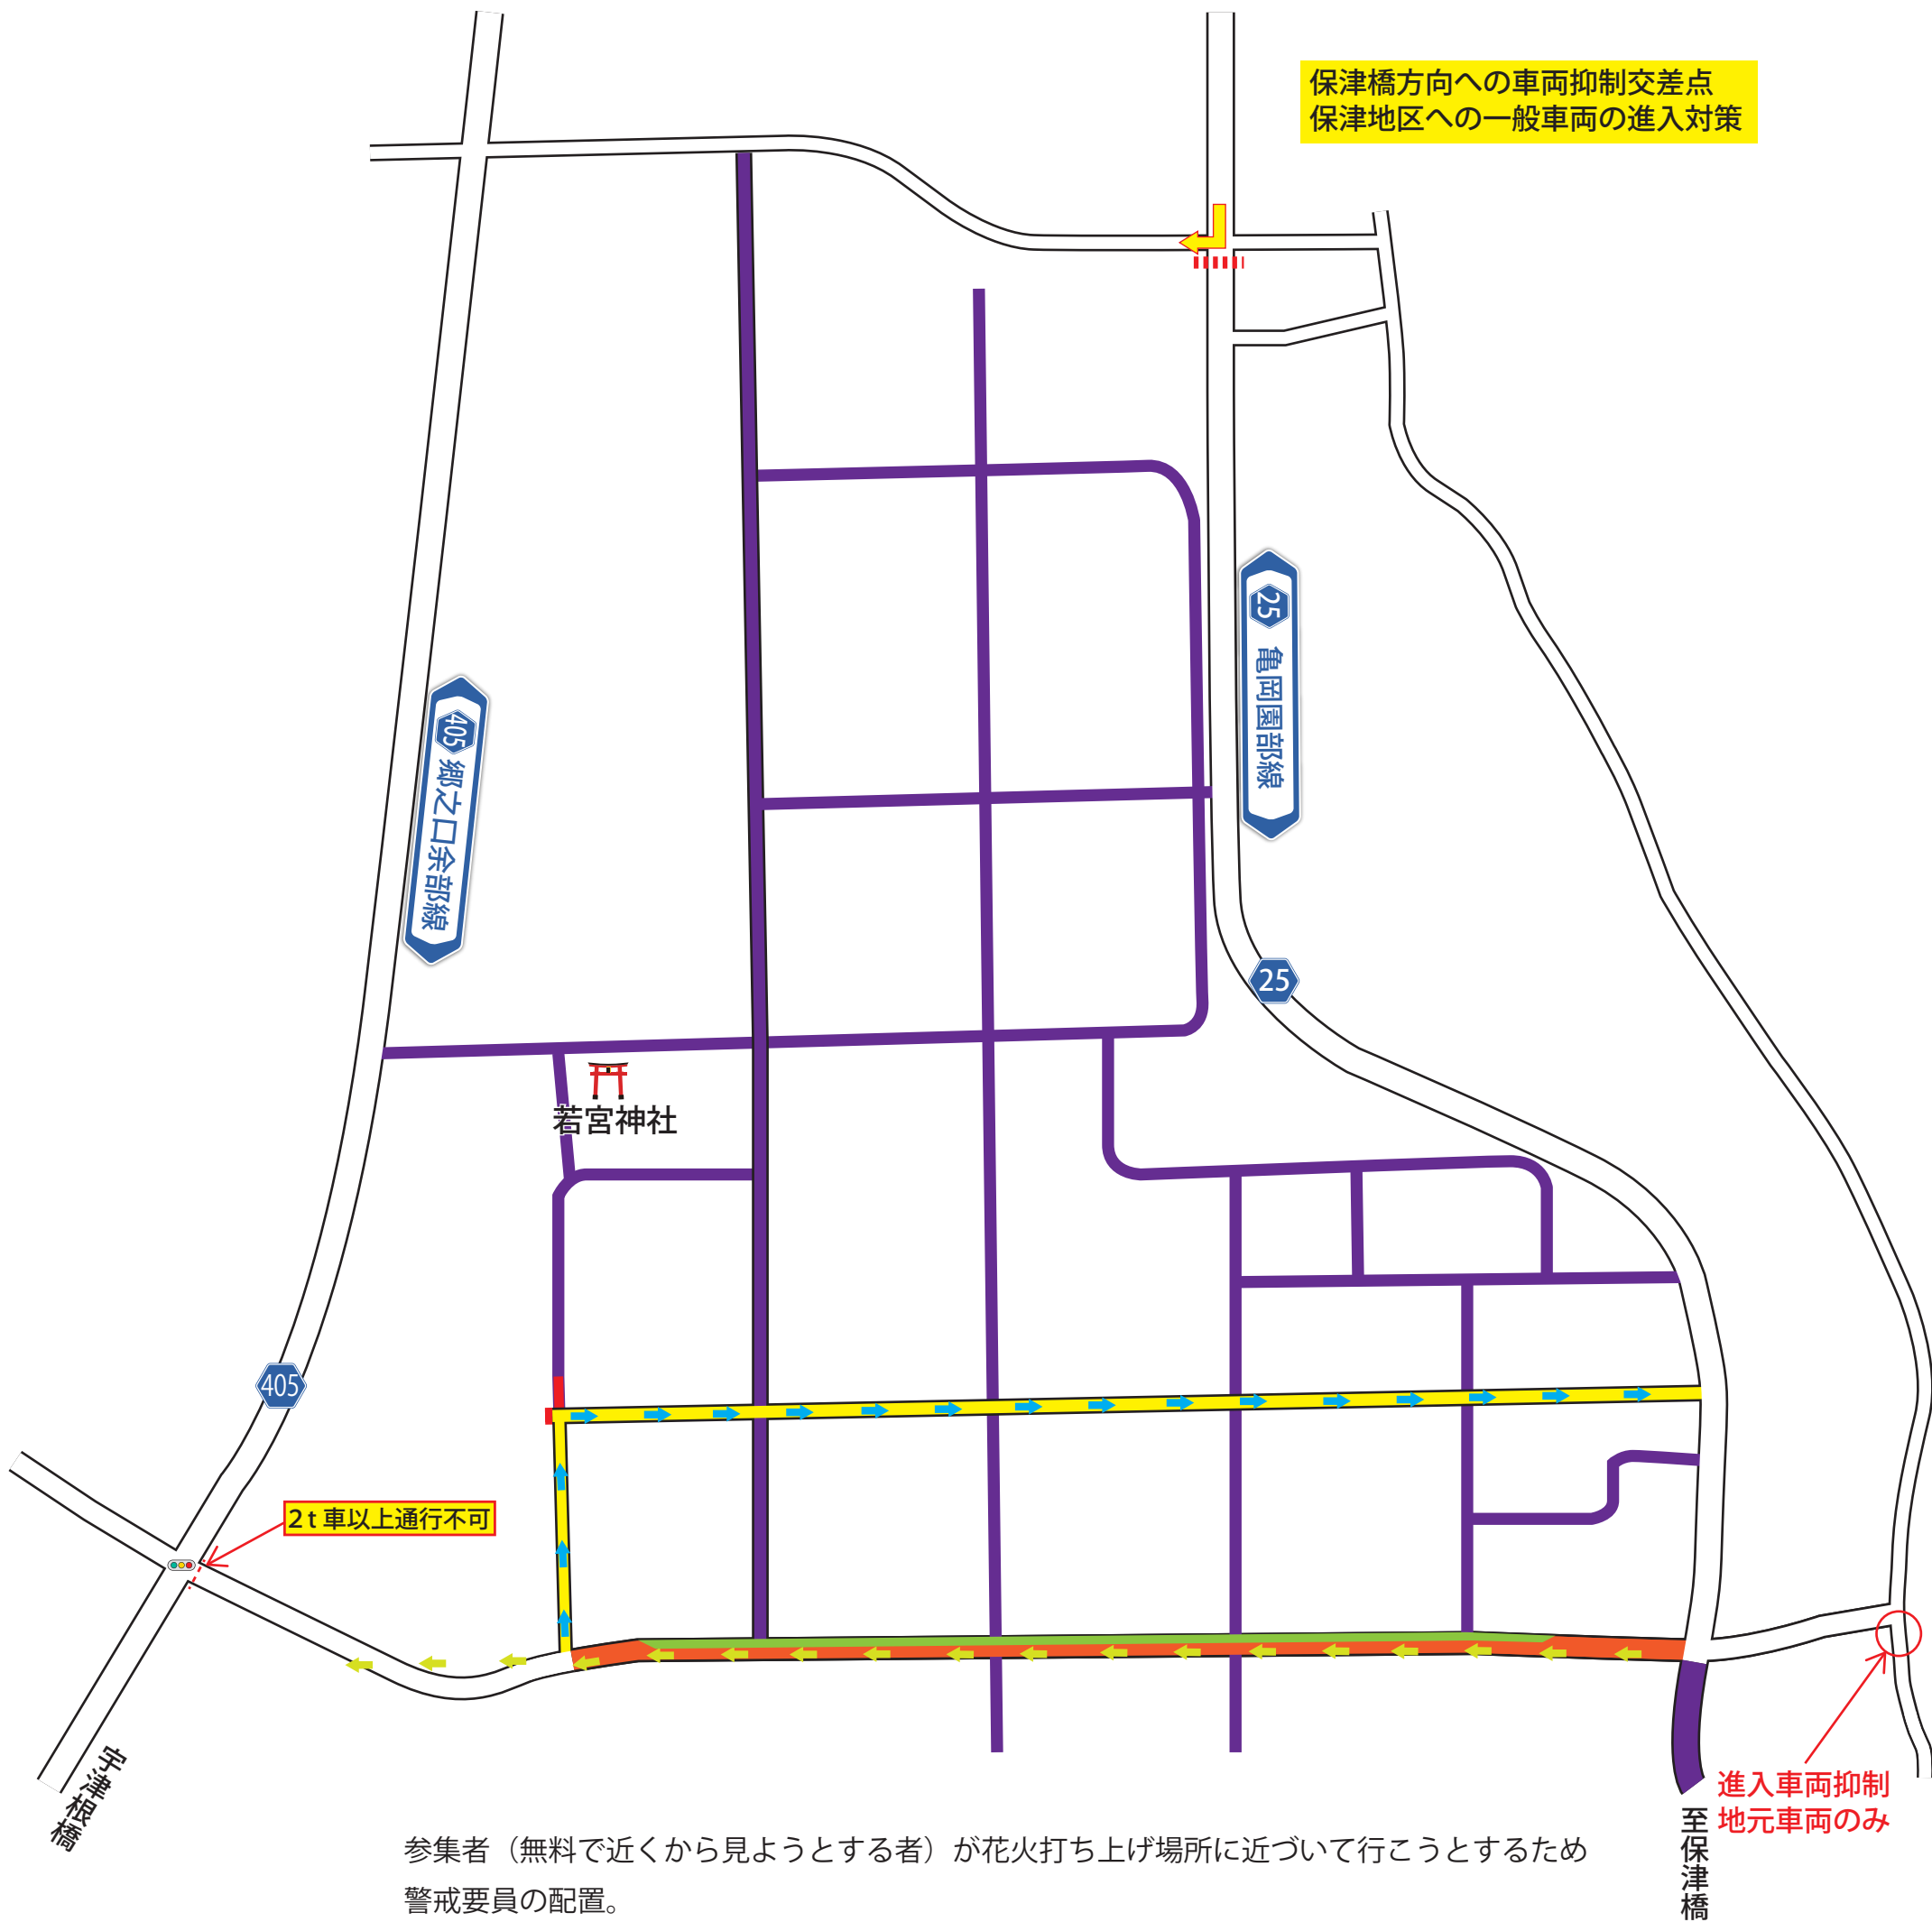 保津橋方向への車両抑制交差点
保津地区への一般車両の進入対策
25 亀岡園部線
405 郷之口余部線
25
若宮神社
405
2t車以上通行不可
宇津根橋
進入車両抑制
地元車両のみ
至保津橋
参集者（無料で近くから見ようとする者）が花火打ち上げ場所に近づいて行こうとするため
警戒要員の配置。